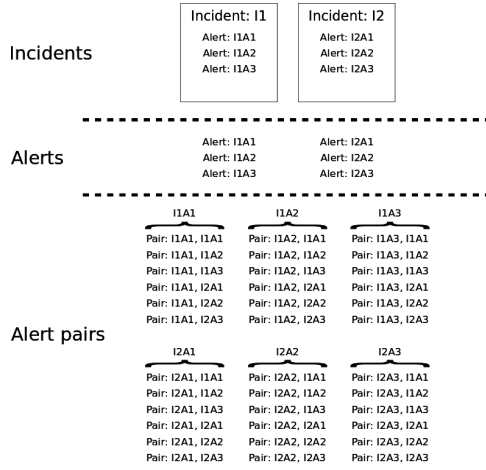 Incident: I1
Alert: I1A1
Alert: I1A2
Alert: I1A3
Incident: I2
Alert: I2A1
Alert: I2A2
Alert: I2A3
Incidents
Alerts
Alert: I1A1
Alert: I1A2
Alert: I1A3
Alert: I2A1
Alert: I2A2
Alert: I2A3
Alert pairs
I1A1
Pair: I1A1, I1A1
Pair: I1A1, I1A2
Pair: I1A1, I1A3
Pair: I1A1, I2A1
Pair: I1A1, I2A2
Pair: I1A1, I2A3
I1A2
Pair: I1A2, I1A1
Pair: I1A2, I1A2
Pair: I1A2, I1A3
Pair: I1A2, I2A1
Pair: I1A2, I2A2
Pair: I1A2, I2A3
I1A3
Pair: I1A3, I1A1
Pair: I1A3, I1A2
Pair: I1A3, I1A3
Pair: I1A3, I2A1
Pair: I1A3, I2A2
Pair: I1A3, I2A3
I2A1
Pair: I2A1, I1A1
Pair: I2A1, I1A2
Pair: I2A1, I1A3
Pair: I2A1, I2A1
Pair: I2A1, I2A2
Pair: I2A1, I2A3
I2A2
Pair: I2A2, I1A1
Pair: I2A2, I1A2
Pair: I2A2, I1A3
Pair: I2A2, I2A1
Pair: I2A2, I2A2
Pair: I2A2, I2A3
I2A3
Pair: I2A3, I1A1
Pair: I2A3, I1A2
Pair: I2A3, I1A3
Pair: I2A3, I2A1
Pair: I2A3, I2A2
Pair: I2A3, I2A3